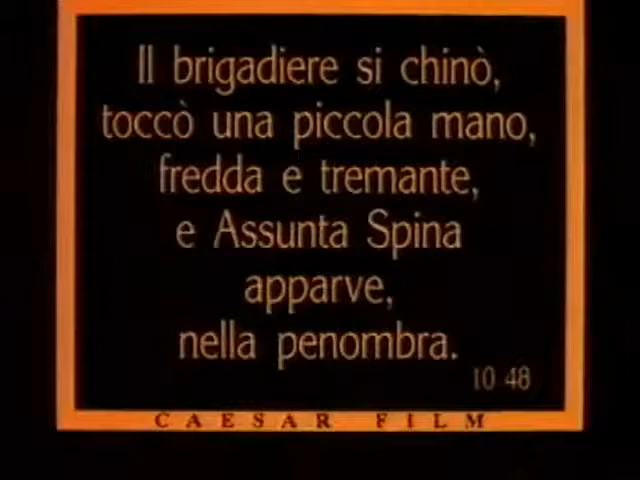 Il brigadiere si chinò,
toccò una piccola mano,
fredda e tremante,
e Assunta Spina
apparve,
nella penombra.
10 48
CAESAR FILM